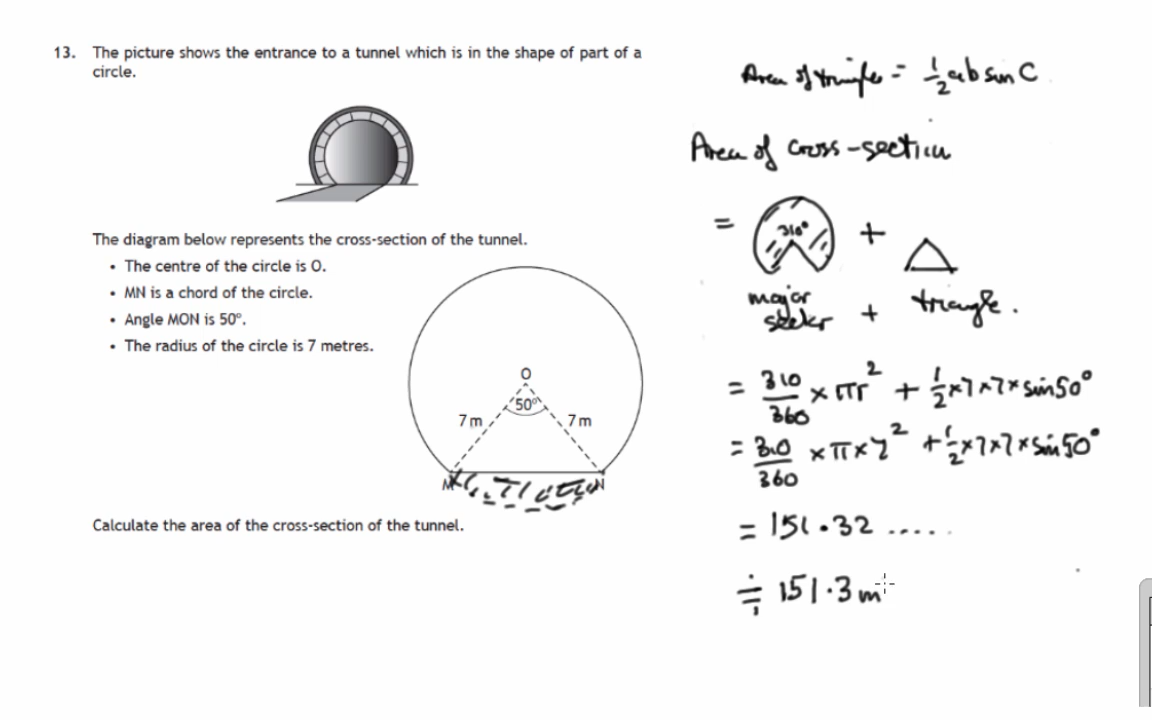 13. The picture shows the entrance to a tunnel which is in the shape of part of a
circle.
The diagram below represents the cross-section of the tunnel.
• The centre of the circle is O.
• MN is a chord of the circle.
• Angle MON is 50°.
• The radius of the circle is 7 metres.
O
50°
7 m
7 m
M
N
Calculate the area of the cross-section of the tunnel.
Area of triangle = ½ab sin C
Area of cross-section
= 310° +
major sector + triangle.
= 310/360 × πr² + ½×7×7×sin50°
= 310/360 × π×7² + ½×7×7×sin50°
= 151.32 .....
≑ 151.3 m